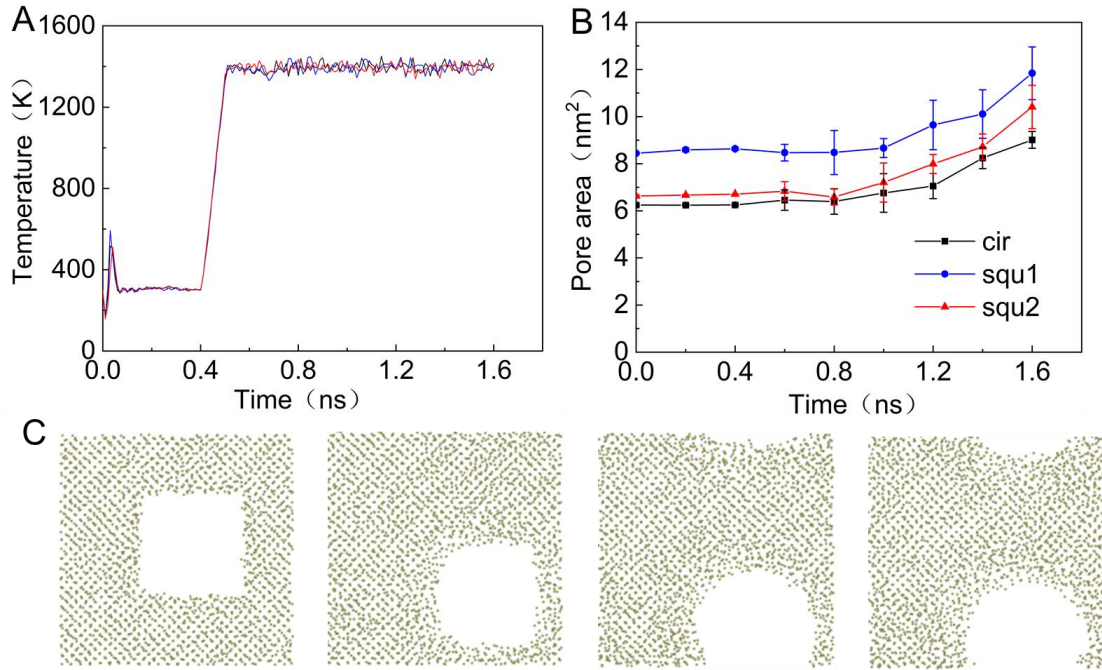 A
Temperature（K）
1600
1200
800
400
0
0.0 0.4 0.8 1.2 1.6
Time（ns）
B
Pore area（nm²）
14
12
10
8
6
4
2
0
cir
squ1
squ2
0.0 0.4 0.8 1.2 1.6
Time（ns）
C